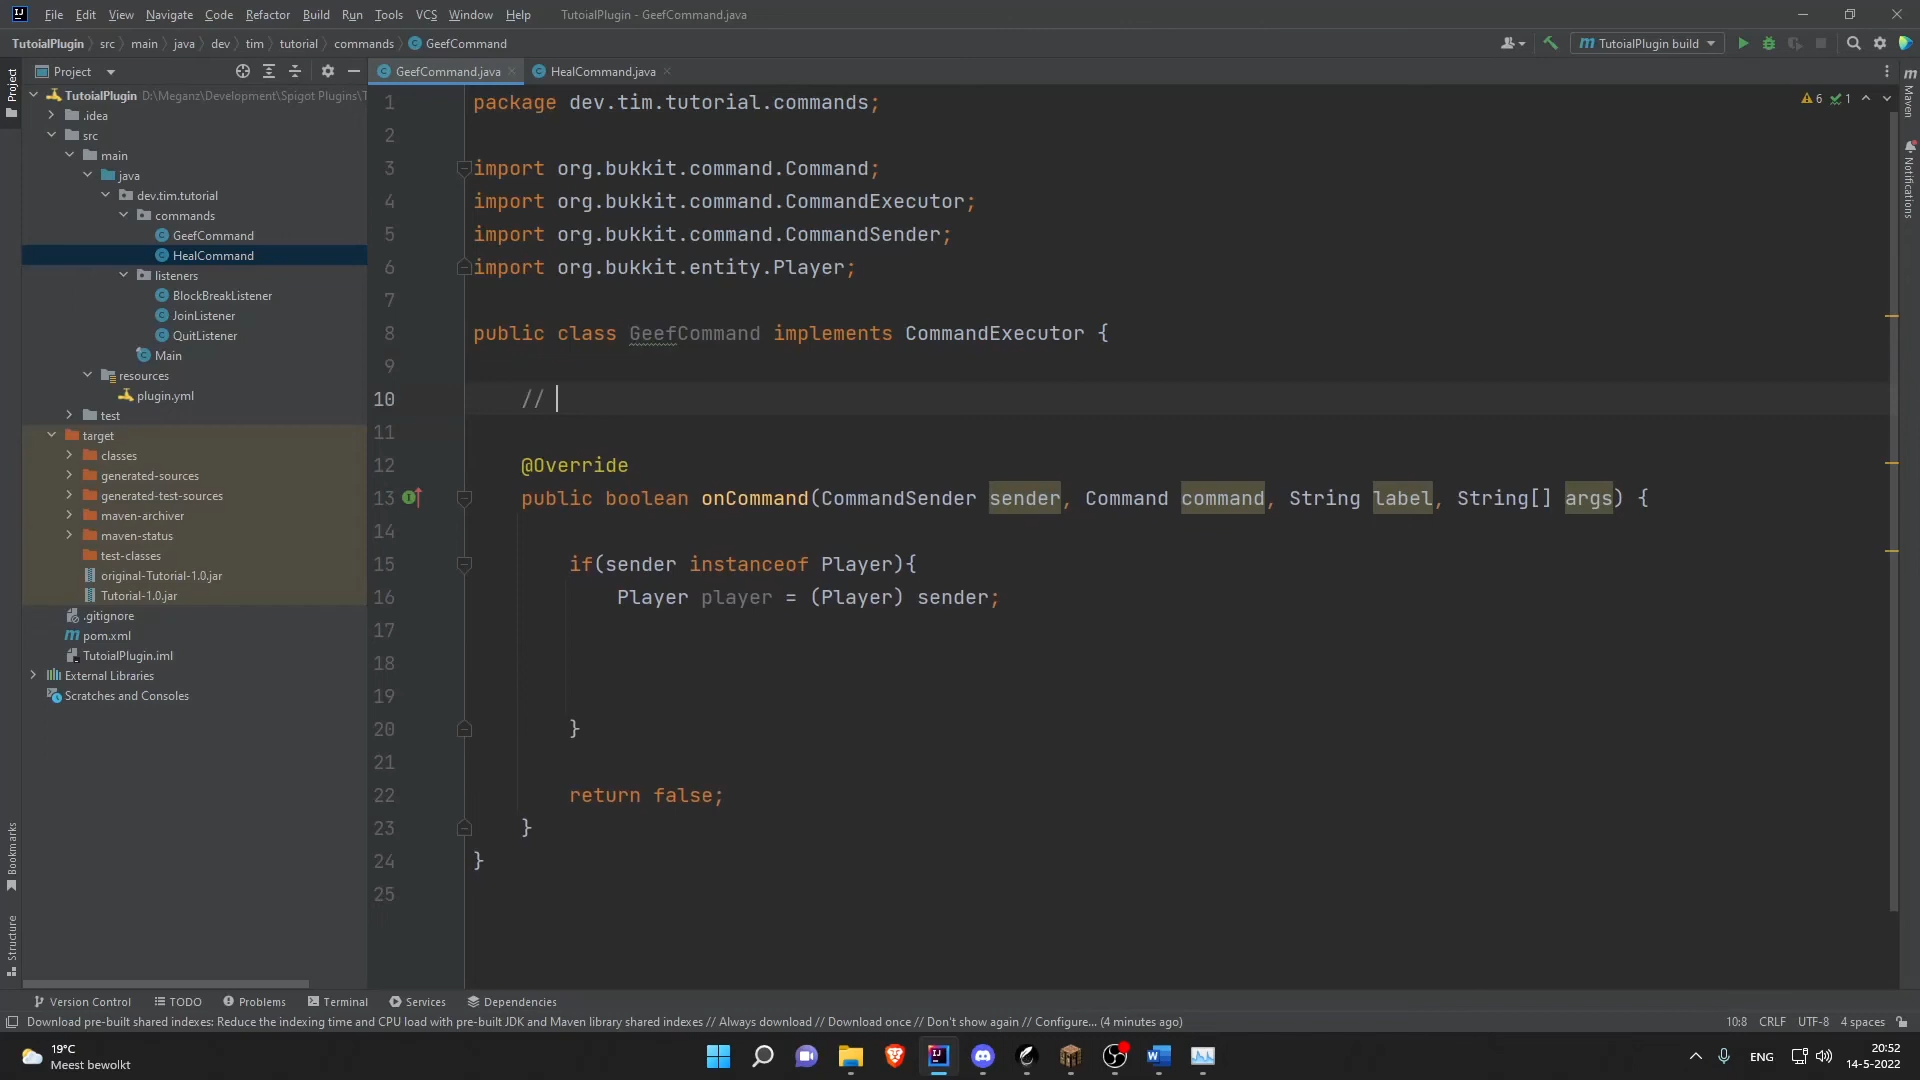 File Edit View Navigate Code Refactor Build Run Tools VCS Window Help TutoialPlugin - GeefCommand.java
TutoialPlugin src main java dev tim tutorial commands GeefCommand TutoialPlugin build
Project GeefCommand.java HealCommand.java
Project
TutoialPlugin D:\Meganz\Development\Spigot Plugins\T
.idea
src
main
java
dev.tim.tutorial
commands
GeefCommand
HealCommand
listeners
BlockBreakListener
JoinListener
QuitListener
Main
resources
plugin.yml
test
target
classes
generated-sources
generated-test-sources
maven-archiver
maven-status
test-classes
original-Tutorial-1.0.jar
Tutorial-1.0.jar
.gitignore
pom.xml
TutoialPlugin.iml
External Libraries
Scratches and Consoles
Bookmarks
Structure
1 package dev.tim.tutorial.commands;
2
3 import org.bukkit.command.Command;
4 import org.bukkit.command.CommandExecutor;
5 import org.bukkit.command.CommandSender;
6 import org.bukkit.entity.Player;
7
8 public class GeefCommand implements CommandExecutor {
9
10 //
11
12 @Override
13 public boolean onCommand(CommandSender sender, Command command, String label, String[] args) {
14
15 if(sender instanceof Player){
16 Player player = (Player) sender;
17
18
19
20 }
21
22 return false;
23 }
24 }
25
6 1
Maven
Notifications
Version Control TODO Problems Terminal Services Dependencies
Download pre-built shared indexes: Reduce the indexing time and CPU load with pre-built JDK and Maven library shared indexes // Always download // Download once // Don't show again // Configure... (4 minutes ago) 10:8 CRLF UTF-8 4 spaces
19°C
Meest bewolkt
ENG
20:52
14-5-2022